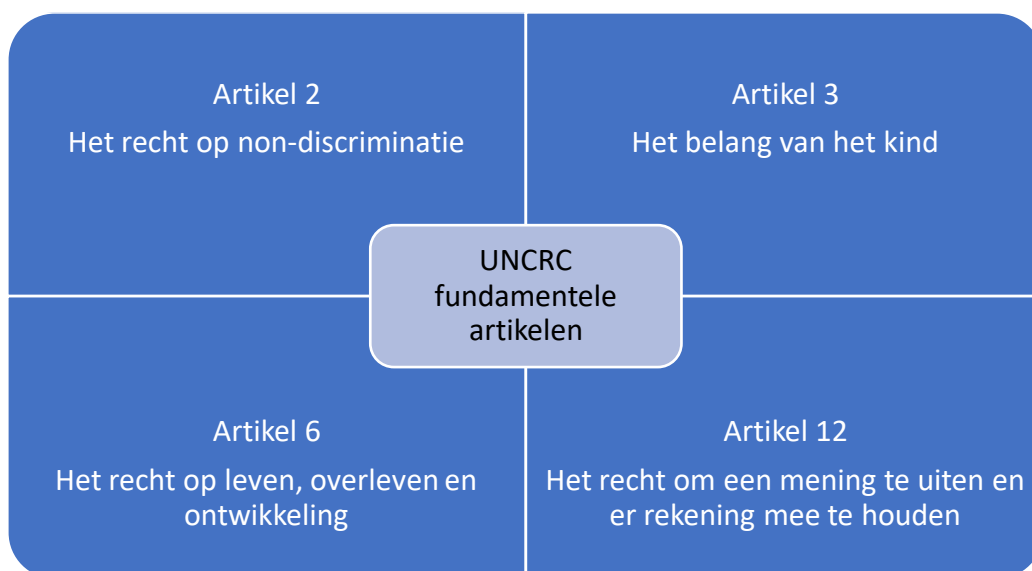 Artikel 2
Het recht op non-discriminatie
Artikel 3
Het belang van het kind
UNCRC
fundamentele
artikelen
Artikel 6
Het recht op leven, overleven en
ontwikkeling
Artikel 12
Het recht om een mening te uiten en
er rekening mee te houden